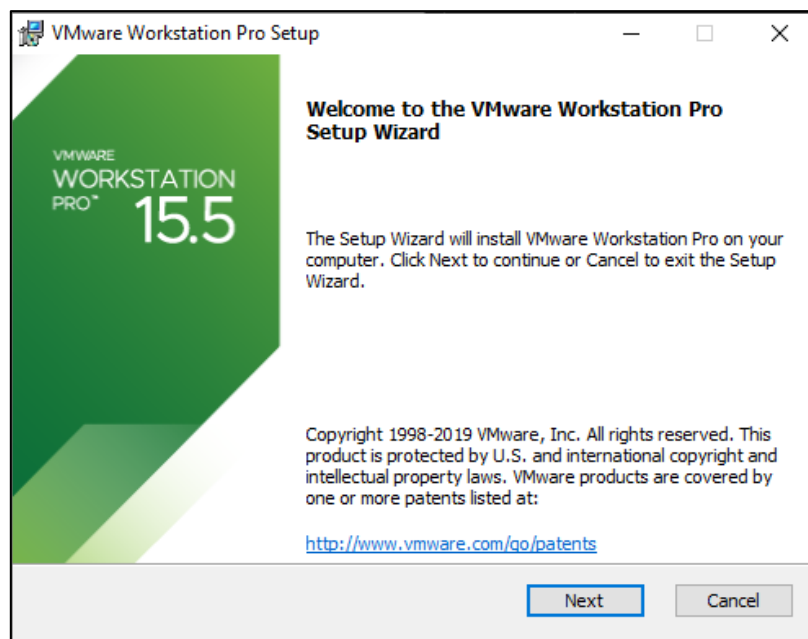 VMware Workstation Pro Setup
VMWARE
WORKSTATION
PRO™ 15.5
Welcome to the VMware Workstation Pro
Setup Wizard
The Setup Wizard will install VMware Workstation Pro on your
computer. Click Next to continue or Cancel to exit the Setup
Wizard.
Copyright 1998-2019 VMware, Inc. All rights reserved. This
product is protected by U.S. and international copyright and
intellectual property laws. VMware products are covered by
one or more patents listed at:
http://www.vmware.com/go/patents
Next Cancel